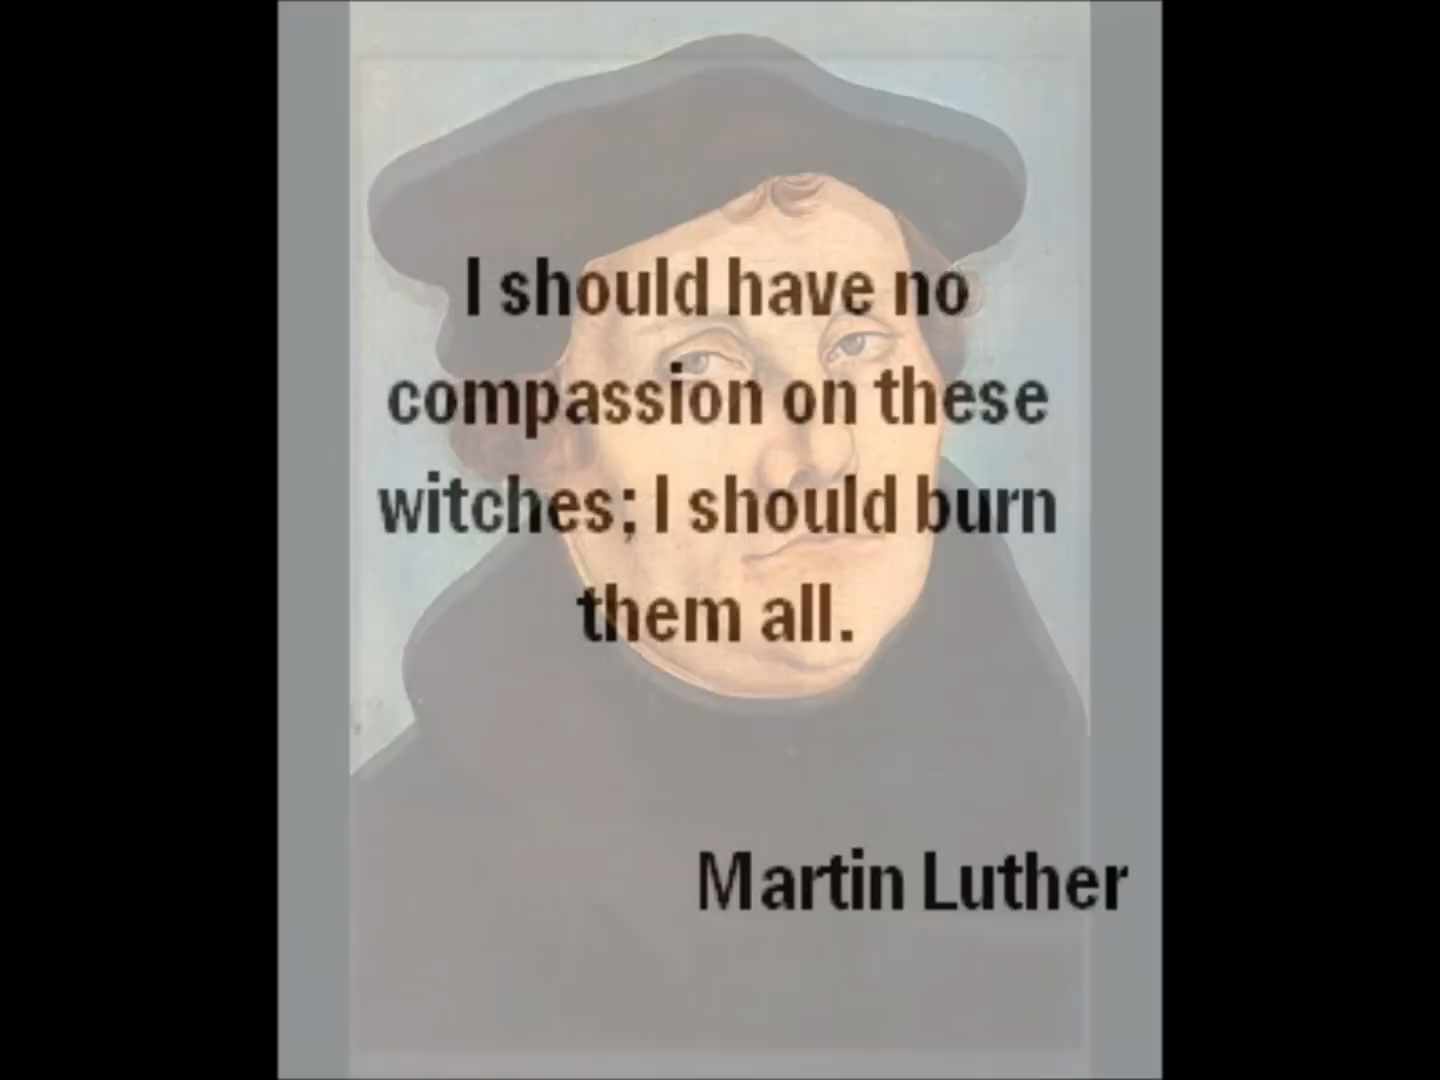 I should have no
compassion on these
witches; I should burn
them all.
Martin Luther